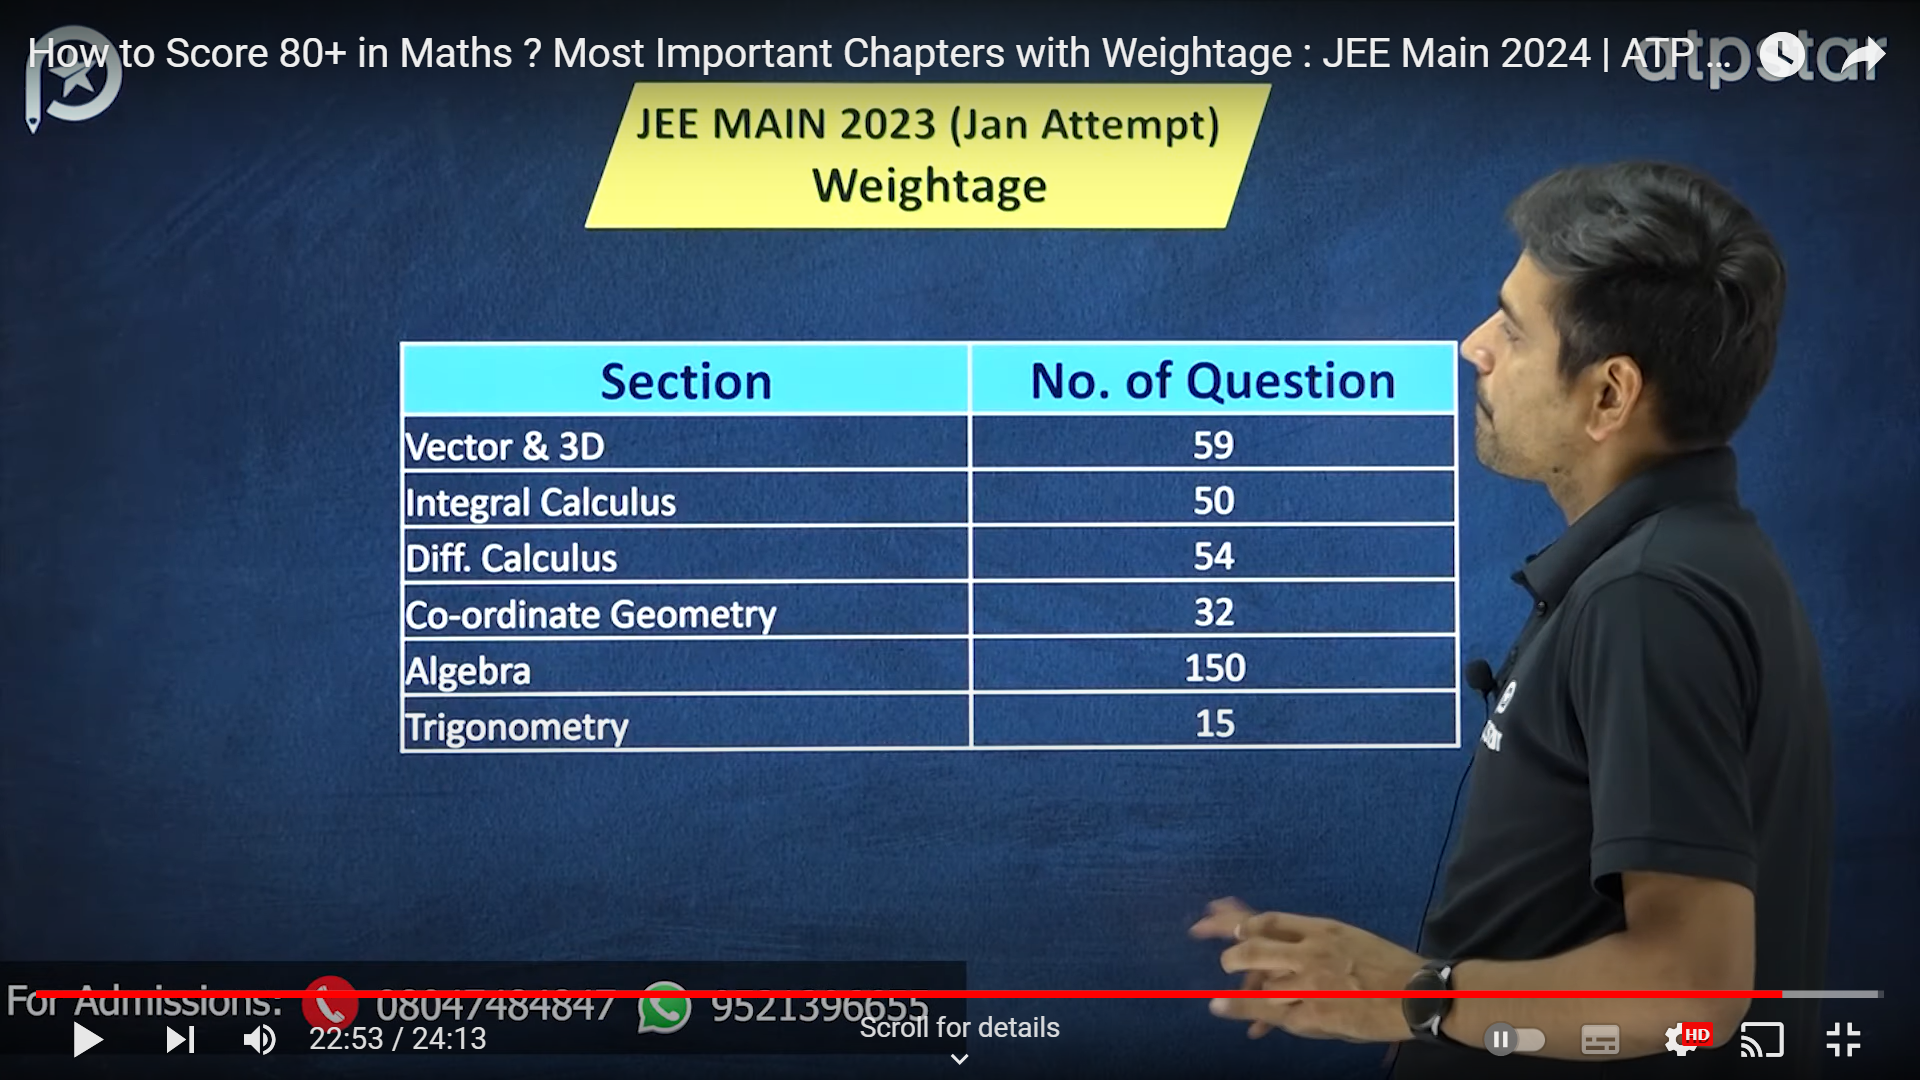 How to Score 80+ in Maths ? Most Important Chapters with Weightage : JEE Main 2024 | ATP ...
atpstar
JEE MAIN 2023 (Jan Attempt)
Weightage
Section No. of Question
Vector & 3D 59
Integral Calculus 50
Diff. Calculus 54
Co-ordinate Geometry 32
Algebra 150
Trigonometry 15
For Admissions: 08047484847 9521396655
Scroll for details
22:53 / 24:13
HD